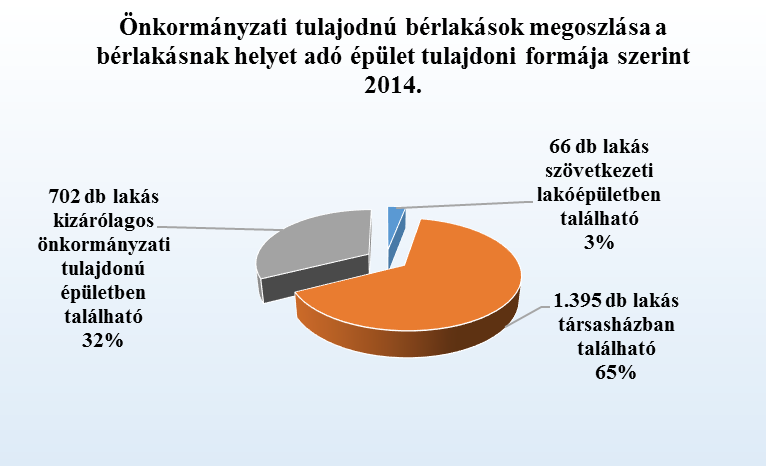 Önkormányzati tulajodnú bérlakások megoszlása a
bérlakásnak helyet adó épület tulajdoni formája szerint
2014.
66 db lakás
szövetkezeti
lakóépületben
található
3%
702 db lakás
kizárólagos
önkormányzati
tulajdonú
épületben
található
32%
1.395 db lakás
társasházban
található
65%